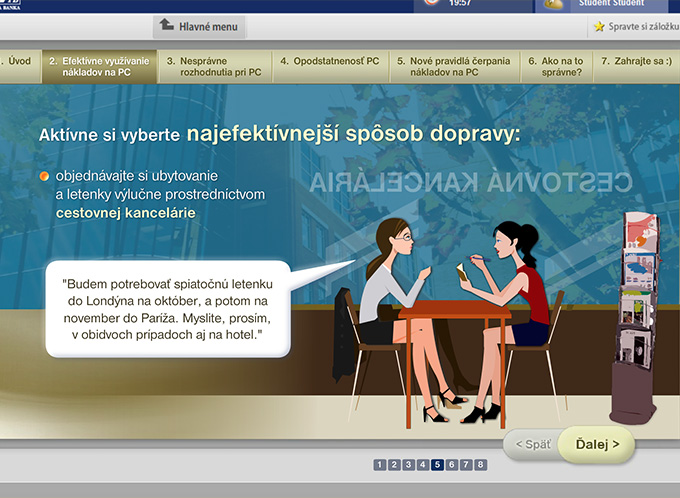 A BANKA
19:57
Student Student
Hlavné menu
Spravte si záložku
1. Úvod
2. Efektívne využívanie
nákladov na PC
3. Nesprávne
rozhodnutia pri PC
4. Opodstatnenosť PC
5. Nové pravidlá čerpania
nákladov na PC
6. Ako na to
správne?
7. Zahrajte sa :)
Aktívne si vyberte najefektívnejší spôsob dopravy:
objednávajte si ubytovanie
a letenky výlučne prostredníctvom
cestovnej kancelárie
CESTOVNÁ KANCELÁRIA
"Budem potrebovať spiatočnú letenku
do Londýna na október, a potom na
november do Paríža. Myslite, prosím,
v obidvoch prípadoch aj na hotel."
< Späť
Ďalej >
1 2 3 4 5 6 7 8